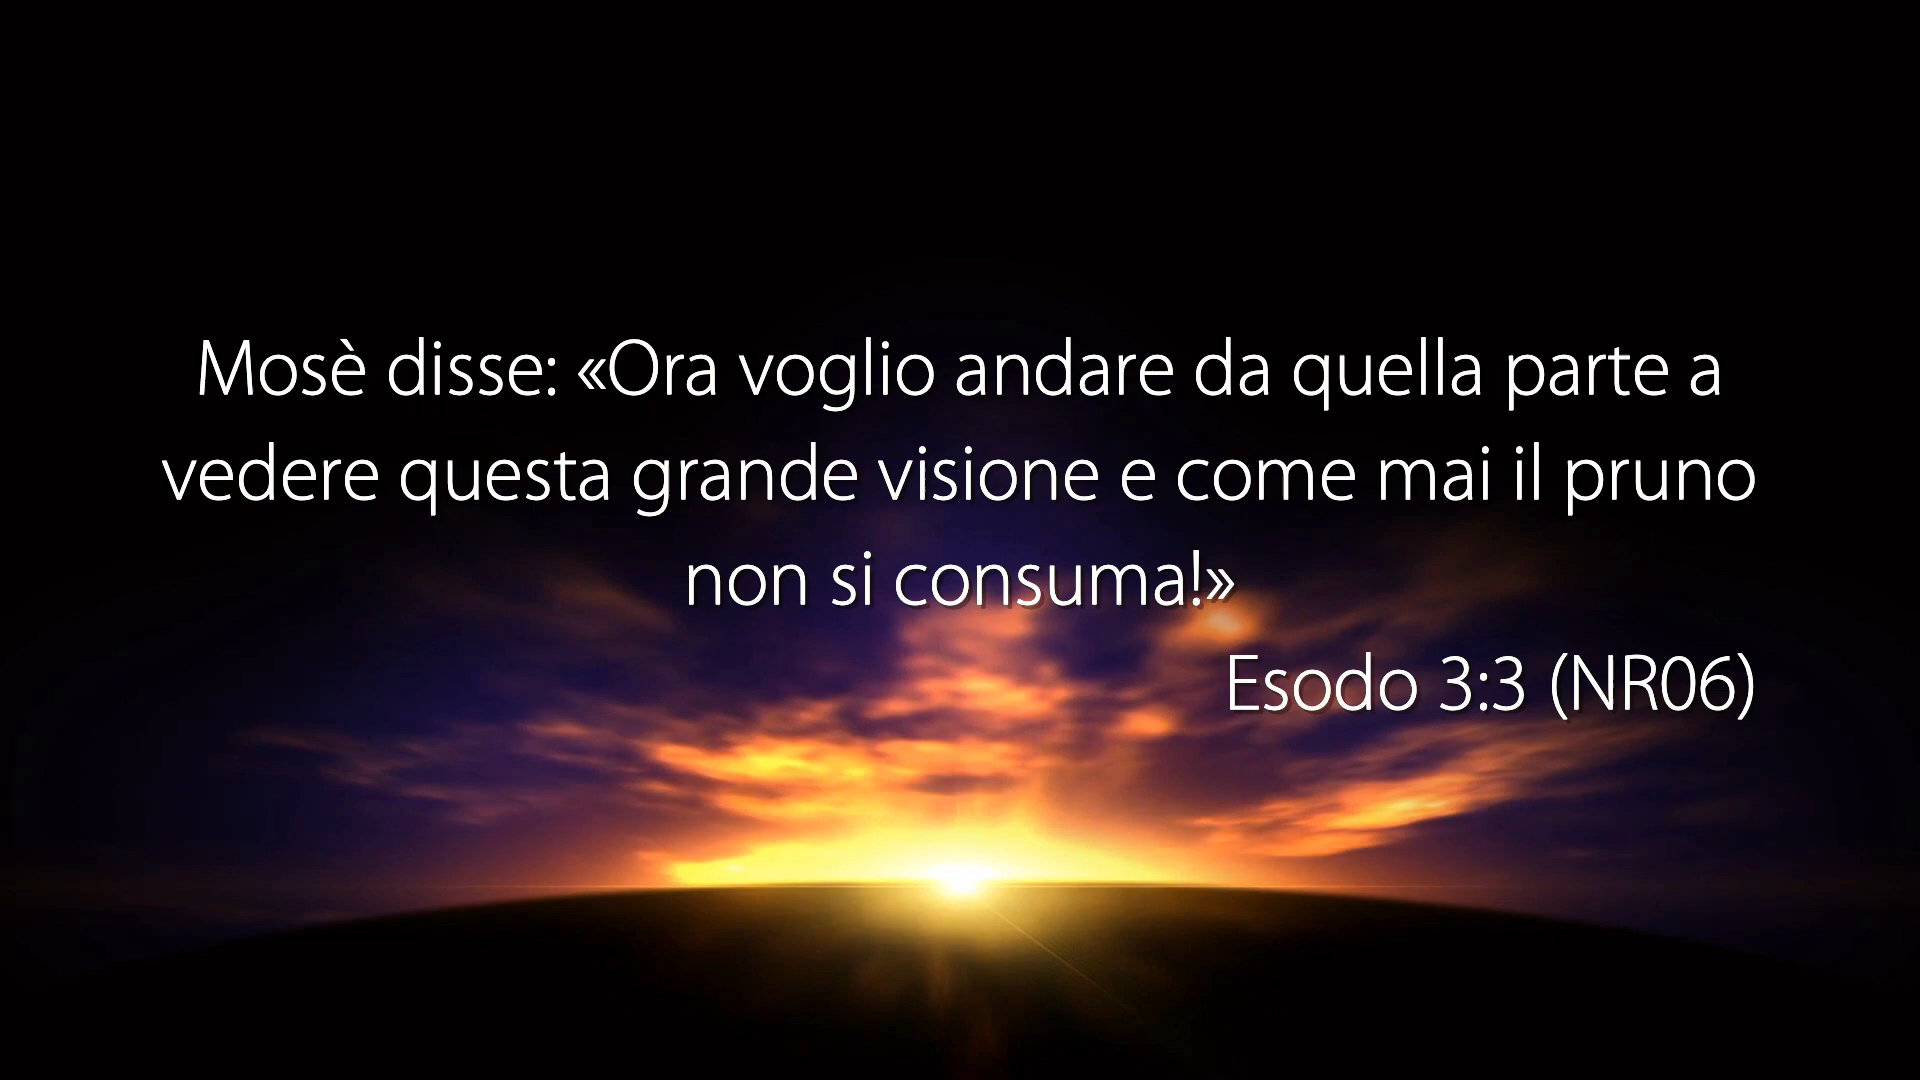 Mosè disse: «Ora voglio andare da quella parte a
vedere questa grande visione e come mai il pruno
non si consuma!»
Esodo 3:3 (NR06)